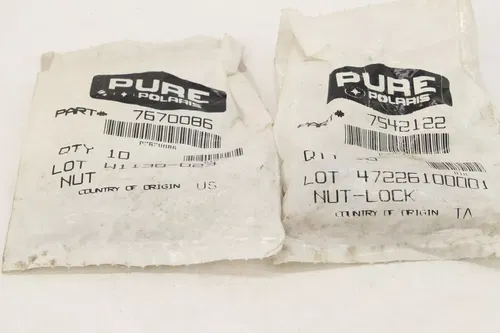 PURE
POLARIS
PART# 7670086
QTY 10
LOT
NUT
COUNTRY OF ORIGIN US
PURE
POLARIS
7542122
LOT 47226100001
NUT-LOCK
COUNTRY OF ORIGIN TA